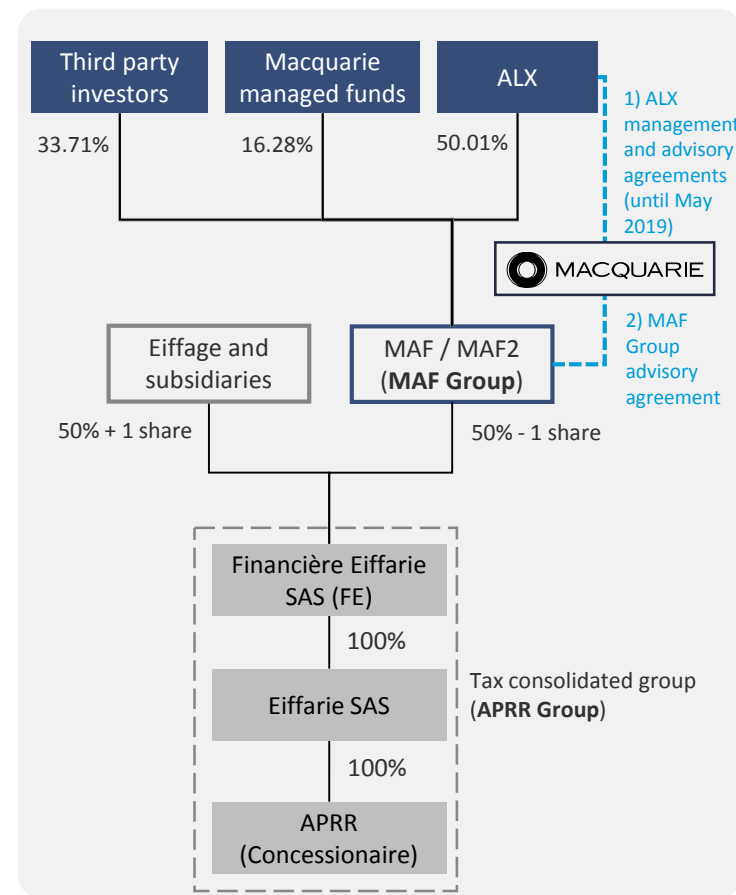 Third party
investors
Macquarie
managed funds
ALX
33.71%
16.28%
50.01%
1) ALX
management
and advisory
agreements
(until May
2019)
MACQUARIE
2) MAF
Group
advisory
agreement
Eiffage and
subsidiaries
MAF / MAF2
(MAF Group)
50% + 1 share
50% - 1 share
Financière Eiffarie
SAS (FE)
100%
Eiffarie SAS
Tax consolidated group
(APRR Group)
100%
APRR
(Concessionaire)